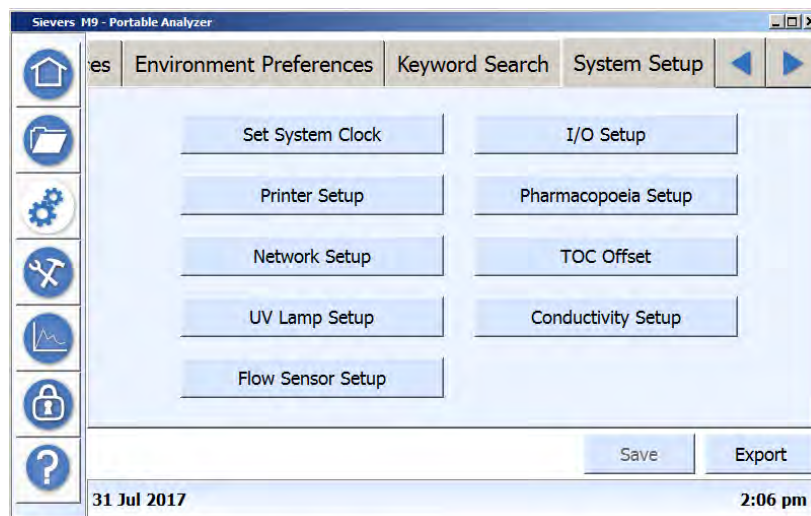 Sievers M9 - Portable Analyzer
es Environment Preferences Keyword Search System Setup
Set System Clock I/O Setup
Printer Setup Pharmacopoeia Setup
Network Setup TOC Offset
UV Lamp Setup Conductivity Setup
Flow Sensor Setup
Save Export
31 Jul 2017 2:06 pm